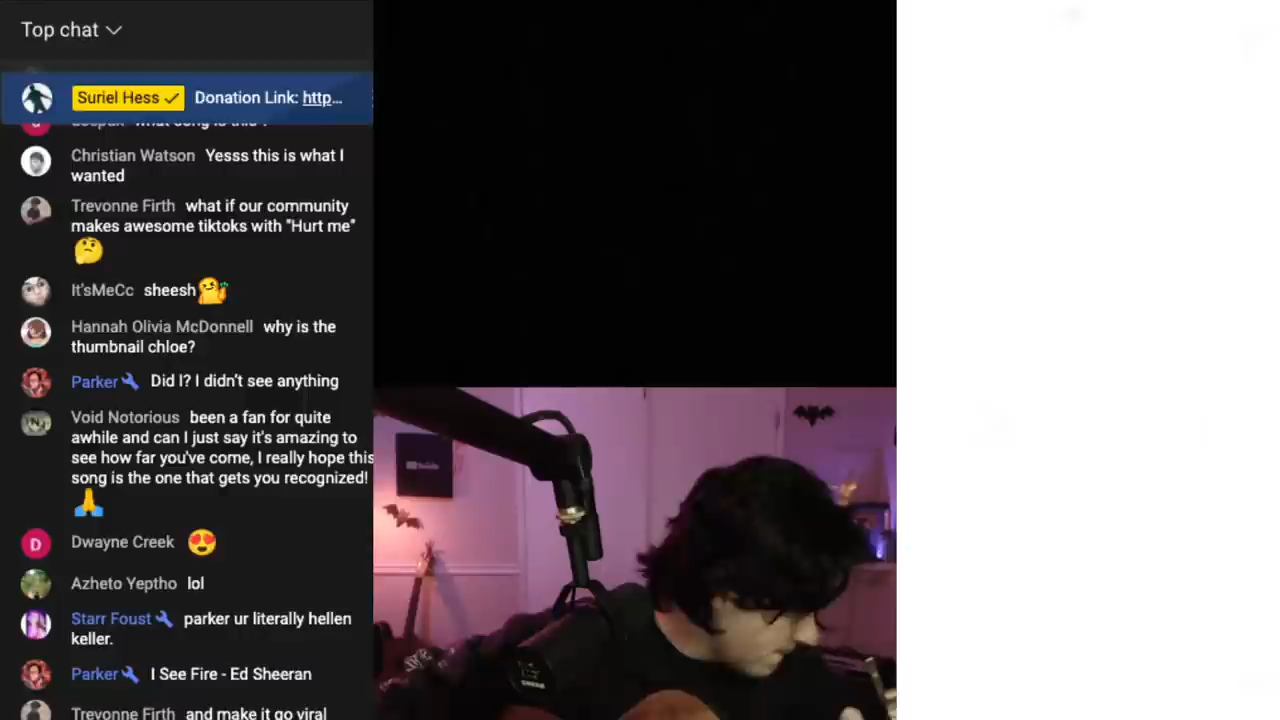 Top chat
Suriel Hess Donation Link: http...
what song is this ?
Christian Watson Yesss this is what I
wanted
Trevonne Firth what if our community
makes awesome tiktoks with "Hurt me"
It'sMeCc sheesh
Hannah Olivia McDonnell why is the
thumbnail chloe?
Parker Did I? I didn't see anything
Void Notorious been a fan for quite
awhile and can I just say it's amazing to
see how far you've come, I really hope this
song is the one that gets you recognized!
D Dwayne Creek
Azheto Yeptho lol
Starr Foust parker ur literally hellen
keller.
Parker I See Fire - Ed Sheeran
Trevonne Firth and make it go viral